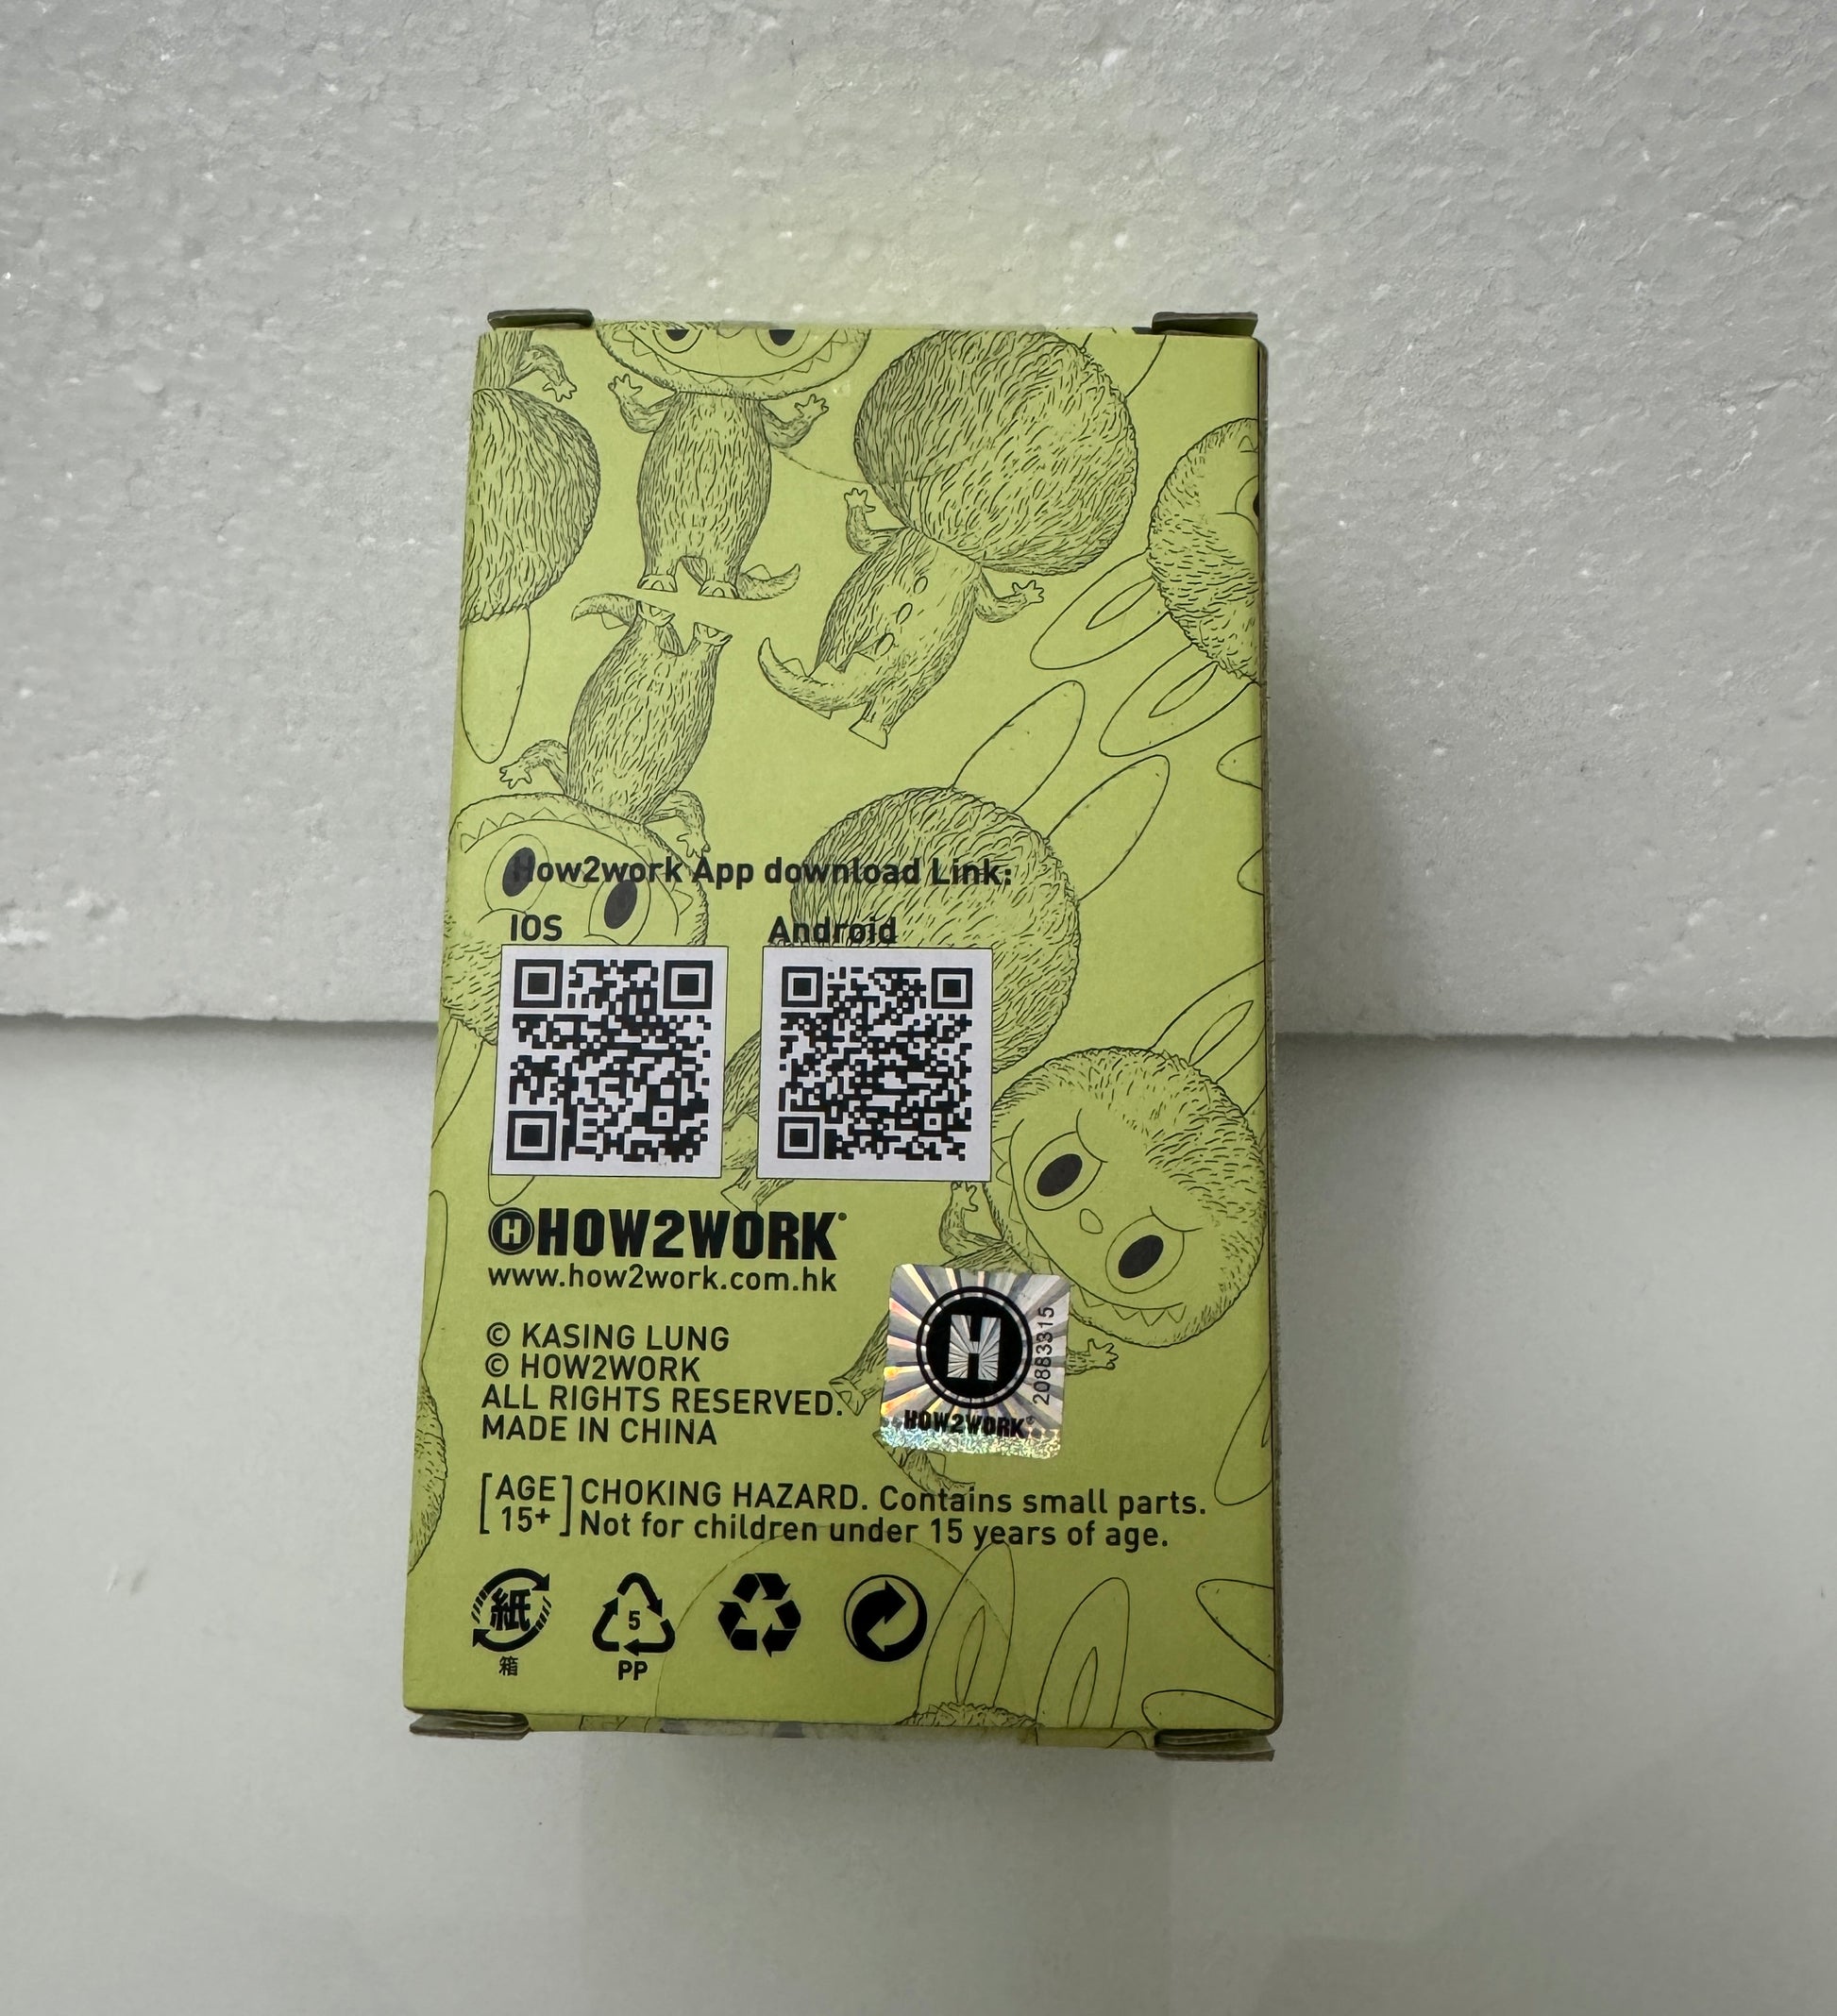 How2work App download Link:
IOS
Android
HOW2WORK
www.how2work.com.hk
© KASING LUNG
© HOW2WORK
ALL RIGHTS RESERVED.
MADE IN CHINA
H
HOW2WORK
20883315
[AGE 15+]
CHOKING HAZARD. Contains small parts.
Not for children under 15 years of age.
紙
箱
5
PP